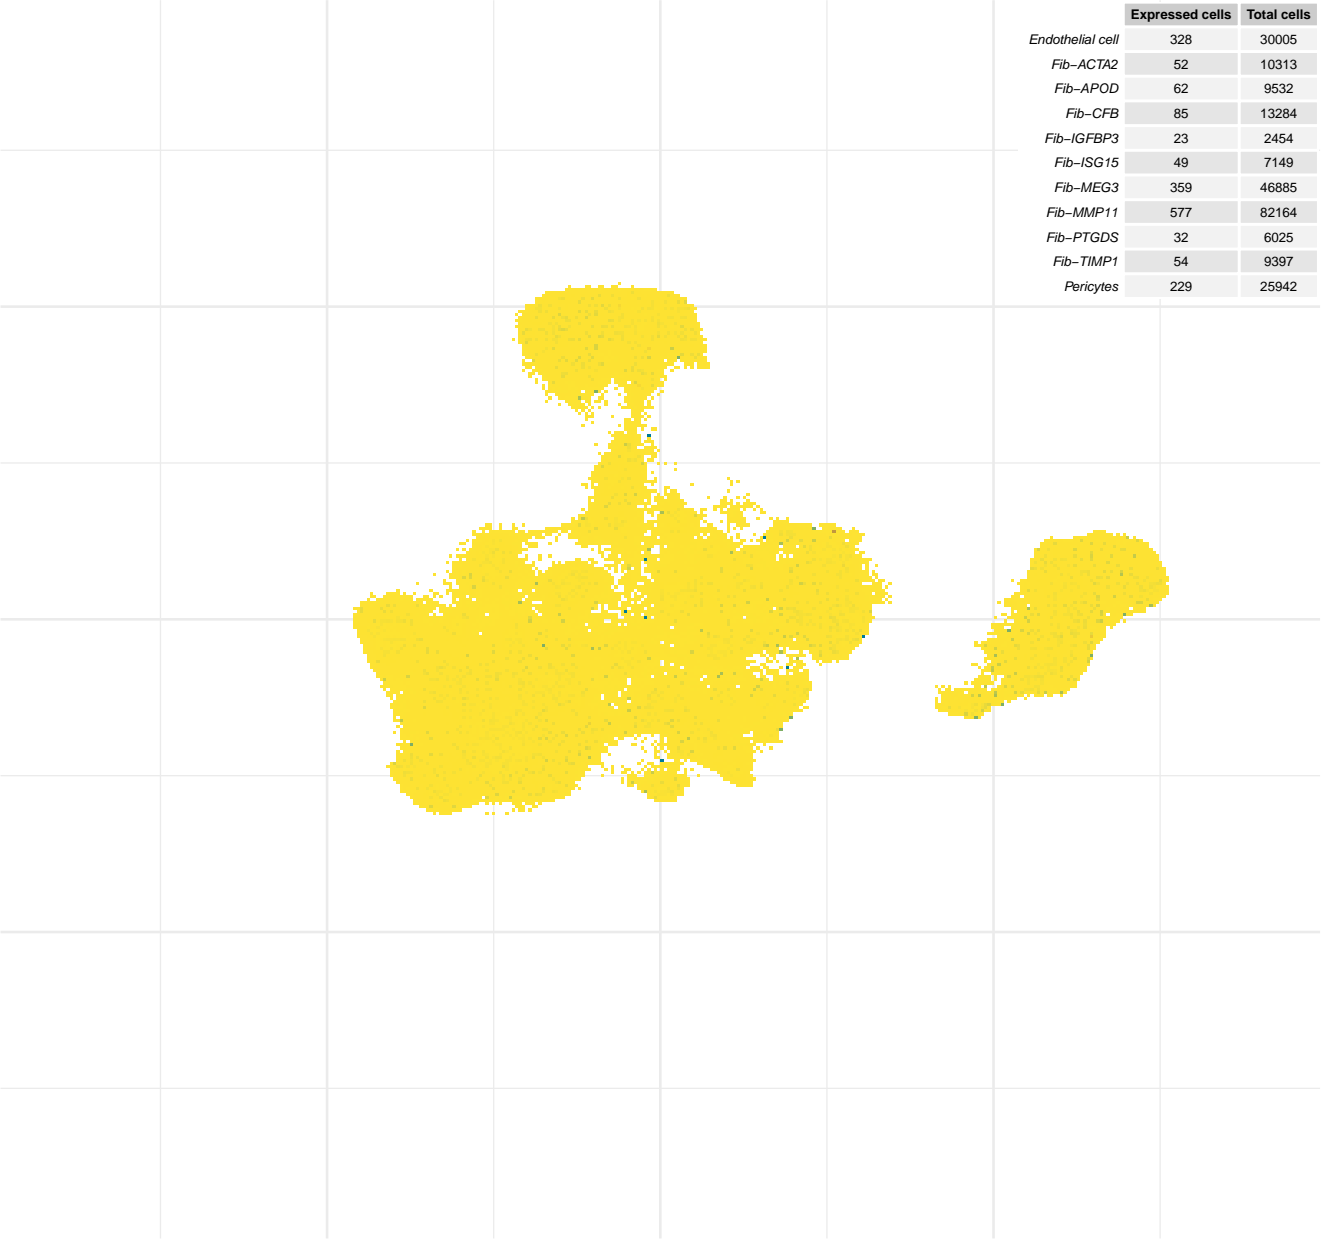 Expressed cells Total cells
Endothelial cell 328 30005
Fib−ACTA2 52 10313
Fib−APOD 62 9532
Fib−CFB 85 13284
Fib−IGFBP3 23 2454
Fib−ISG15 49 7149
Fib−MEG3 359 46885
Fib−MMP11 577 82164
Fib−PTGDS 32 6025
Fib−TIMP1 54 9397
Pericytes 229 25942